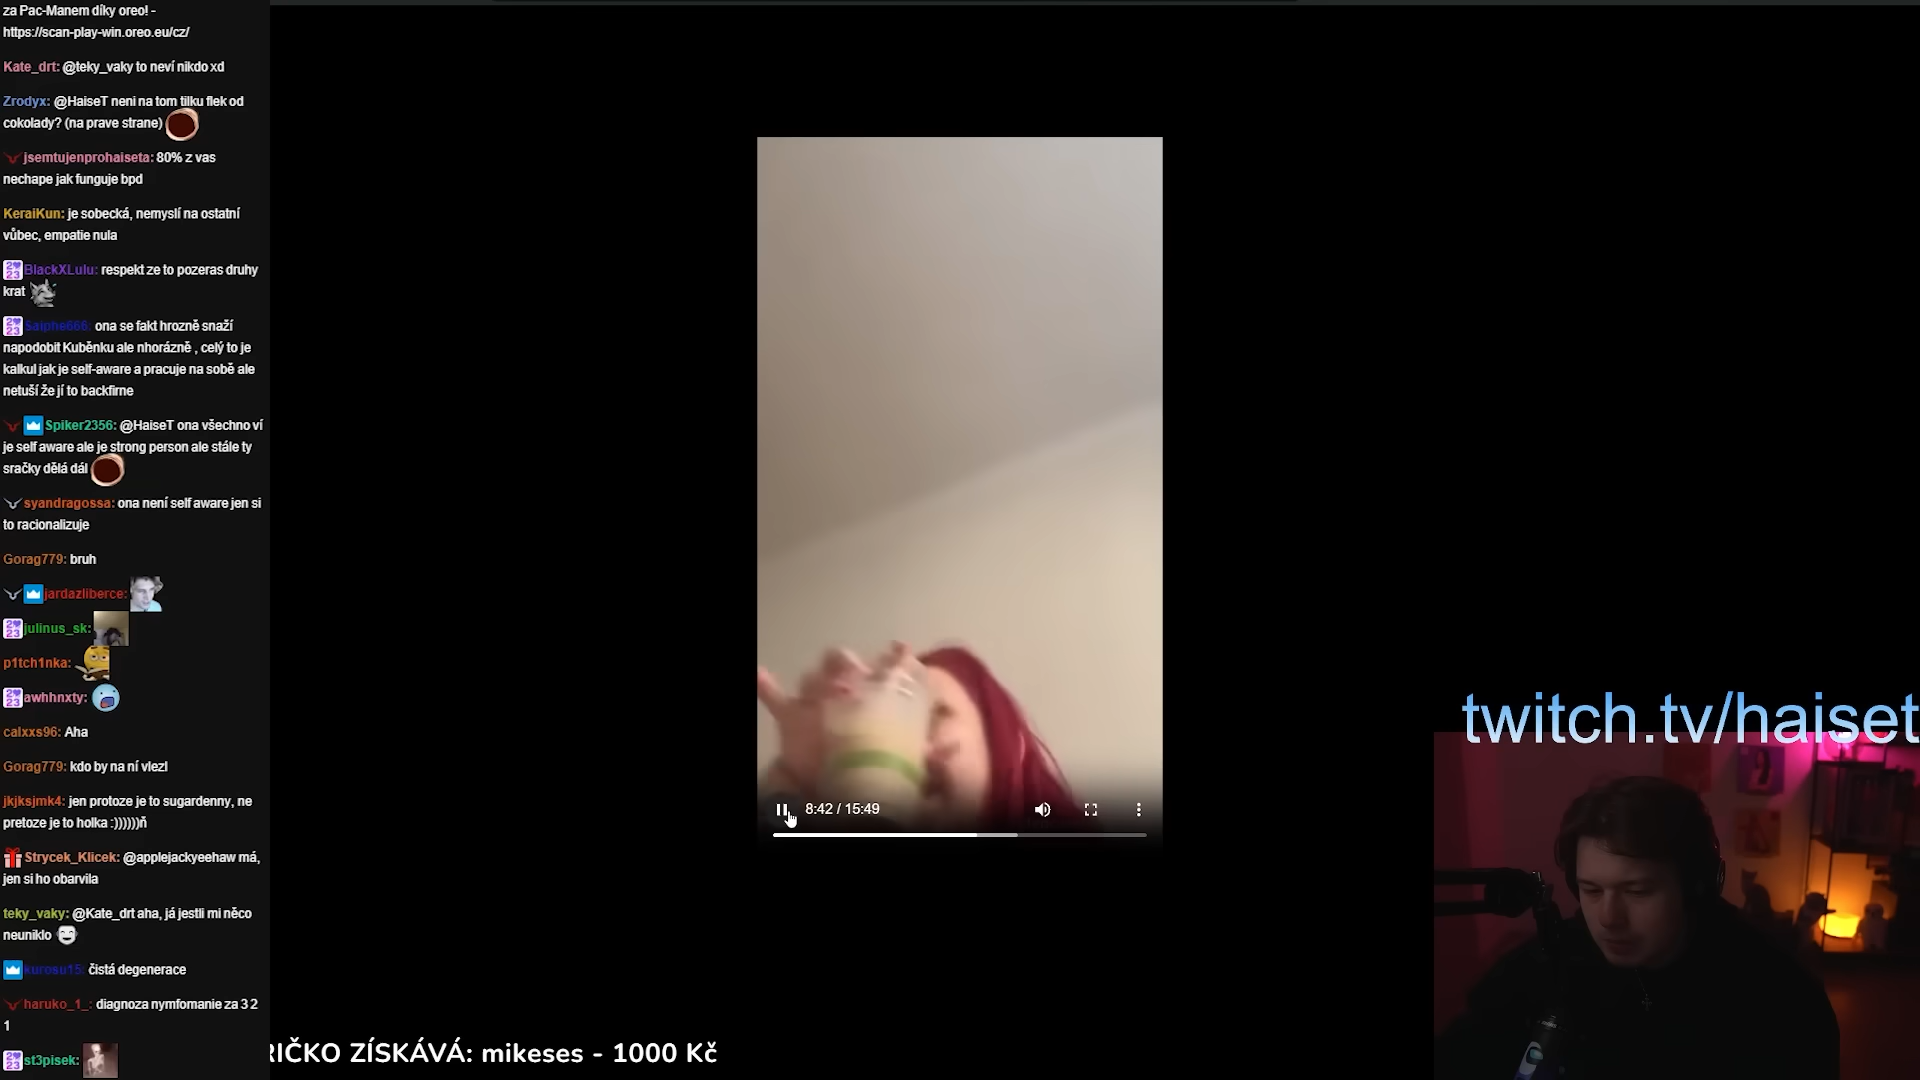 za Pac-Manem díky oreo! -
https://scan-play-win.oreo.eu/cz/
Kate_drt: @teky_vaky to neví nikdo xd
Zrodyx: @HaiseT neni na tom tilku flek od
cokolady? (na prave strane)
jsemtujenprohaiseta: 80% z vas
nechape jak funguje bpd
KeraiKun: je sobecká, nemyslí na ostatní
vůbec, empatie nula
BlackXLulu: respekt ze to pozeras druhy
krat
Saiphe666: ona se fakt hrozně snaží
napodobit Kuběnku ale nhorázně , celý to je
kalkul jak je self-aware a pracuje na sobě ale
netuší že jí to backfirne
Spiker2356: @HaiseT ona všechno ví
je self aware ale je strong person ale stále ty
sračky dělá dál
syandragossa: ona není self aware jen si
to racionalizuje
Gorag779: bruh
jardazliberce:
julinus_sk:
p1tch1nka:
awhhnxty:
calxxs96: Aha
Gorag779: kdo by na ní vlezl
jkjksjmk4: jen protoze je to sugardenny, ne
pretoze je to holka :))))))ň
Strycek_Klicek: @applejackyeehaw má,
jen si ho obarvila
teky_vaky: @Kate_drt aha, já jestli mi něco
neuniklo
kurosu15: čistá degenerace
haruko_1_: diagnoza nymfomanie za 3 2
1
st3pisek:
8:42 / 15:49
twitch.tv/haiset
RIČKO ZÍSKÁVÁ: mikeses - 1000 Kč